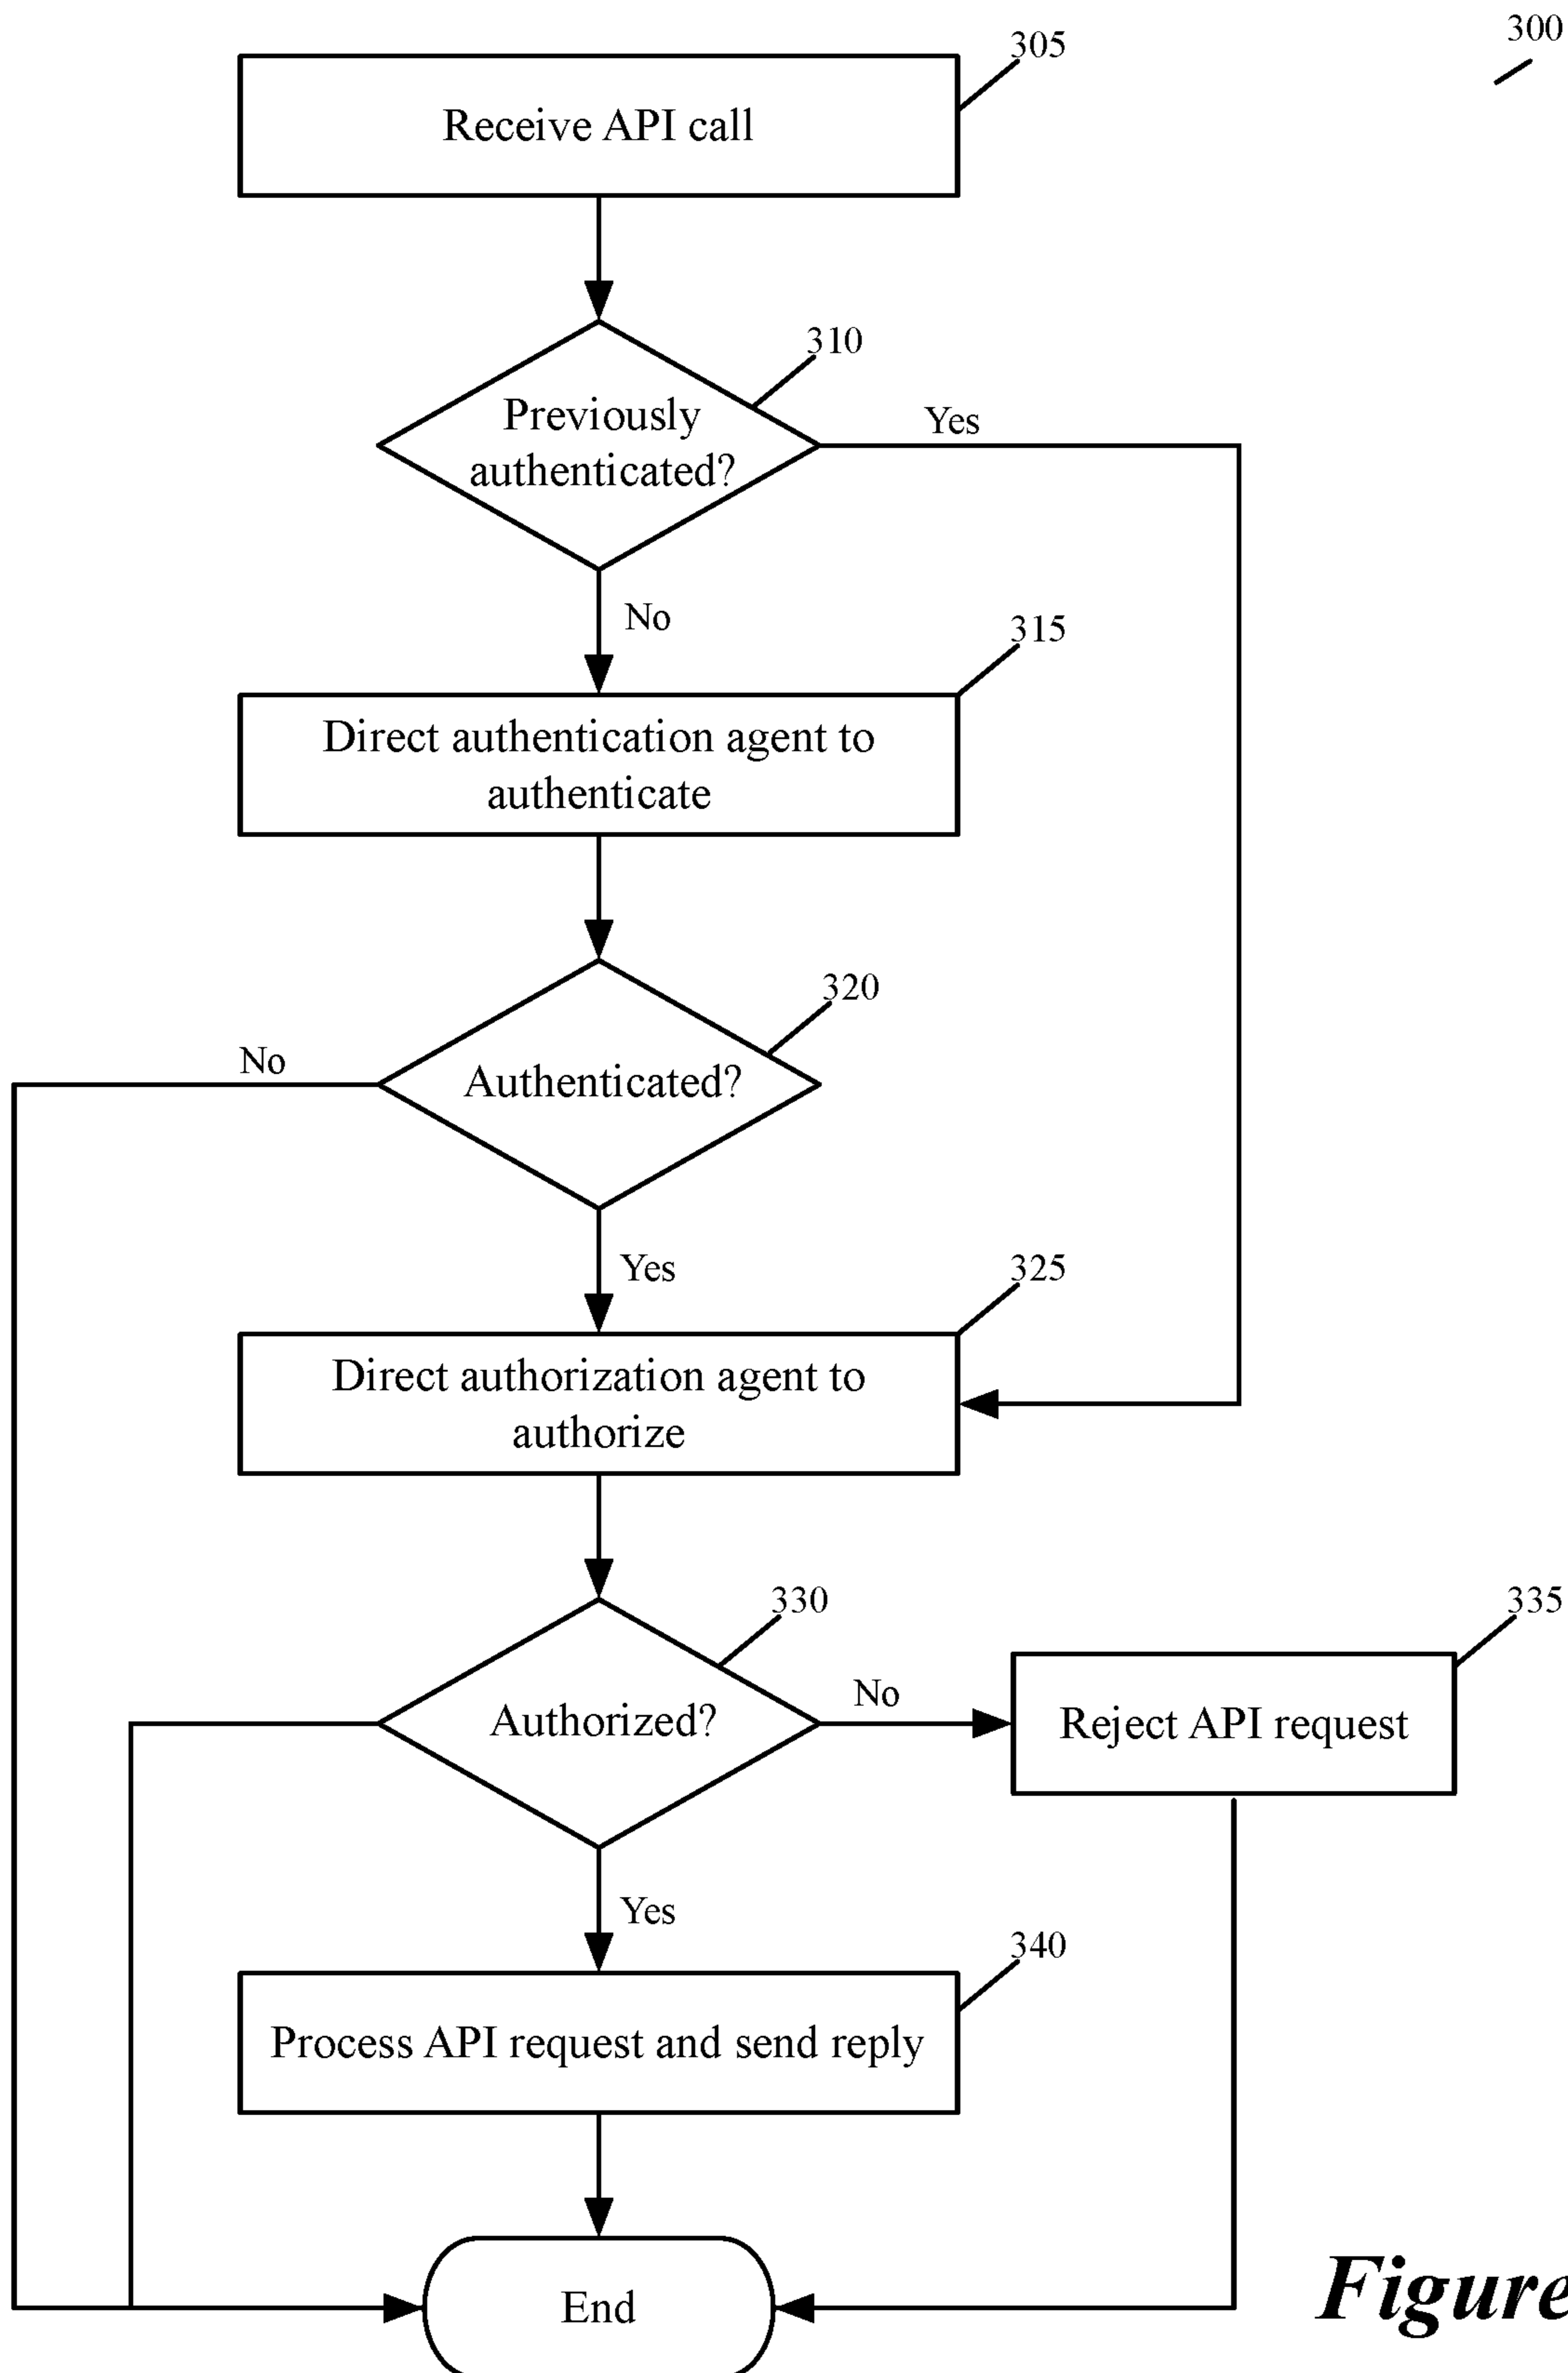 300
305
Receive API call
310
Previously
authenticated?
Yes
No
315
Direct authentication agent to
authenticate
320
No
Authenticated?
Yes
325
Direct authorization agent to
authorize
330
335
Authorized?
No
Reject API request
Yes
340
Process API request and send reply
End
Figure